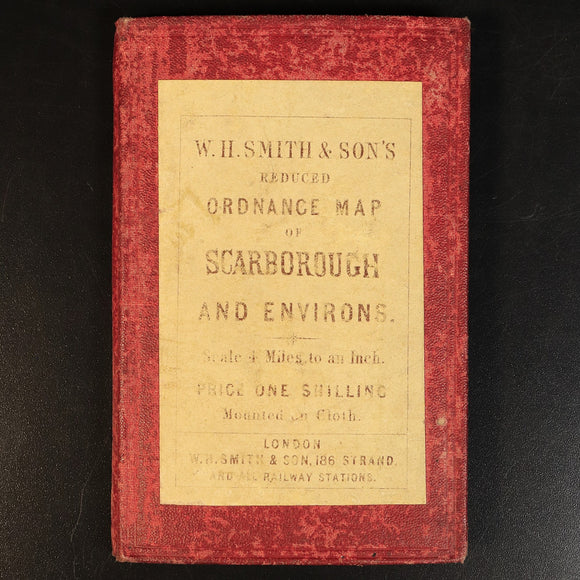 W. H. SMITH & SON'S
REDUCED
ORDNANCE MAP
OF
SCARBOROUGH
AND ENVIRONS.
Scale 4 Miles to an Inch.
PRICE ONE SHILLING
Mounted on Cloth.
LONDON
W. H. SMITH & SON, 186 STRAND.
AND ALL RAILWAY STATIONS.